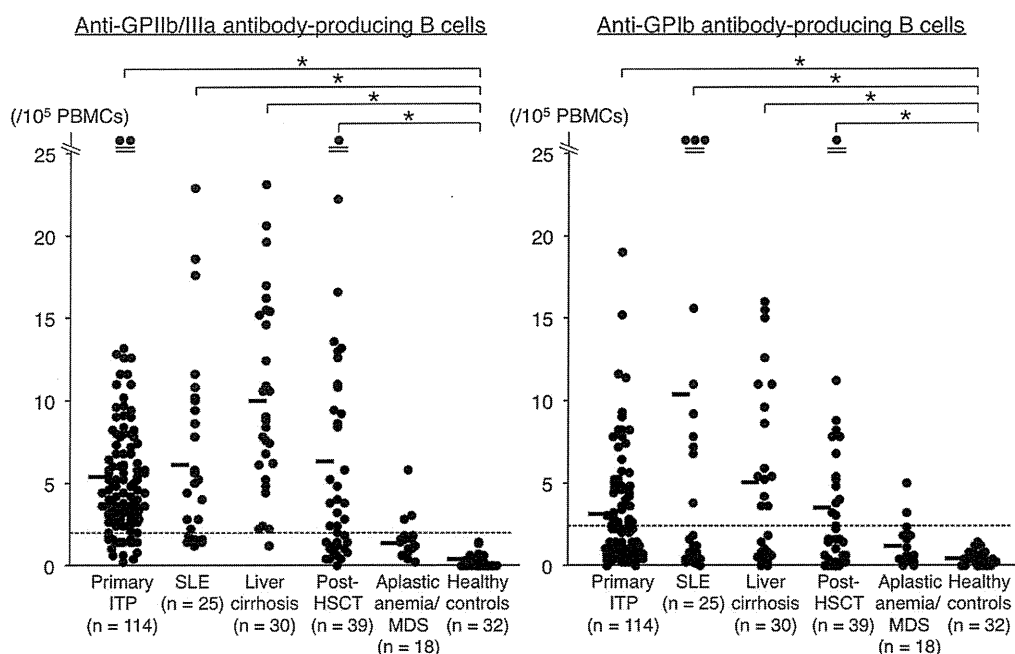 Anti-GPIIb/IIIa antibody-producing B cells
*
*
*
*
(/10⁵ PBMCs)
25
20
15
10
5
0
Primary ITP (n = 114)
SLE (n = 25)
Liver cirrhosis (n = 30)
Post-HSCT (n = 39)
Aplastic anemia/MDS (n = 18)
Healthy controls (n = 32)
Anti-GPIb antibody-producing B cells
*
*
*
*
(/10⁵ PBMCs)
25
20
15
10
5
0
Primary ITP (n = 114)
SLE (n = 25)
Liver cirrhosis (n = 30)
Post-HSCT (n = 39)
Aplastic anemia/MDS (n = 18)
Healthy controls (n = 32)